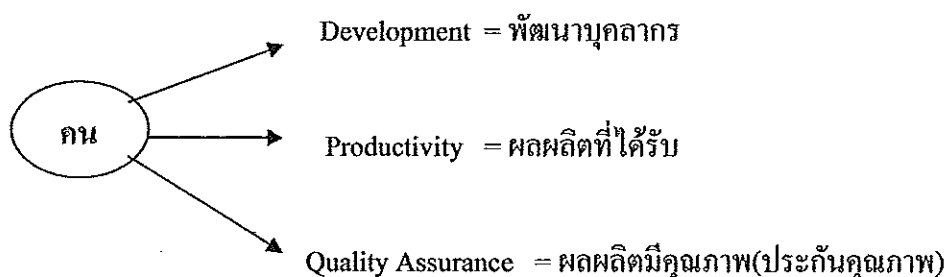 Development = พัฒนาบุคลากร
คน
Productivity = ผลผลิตที่ได้รับ
Quality Assurance = ผลผลิตมีคุณภาพ(ประกันคุณภาพ)